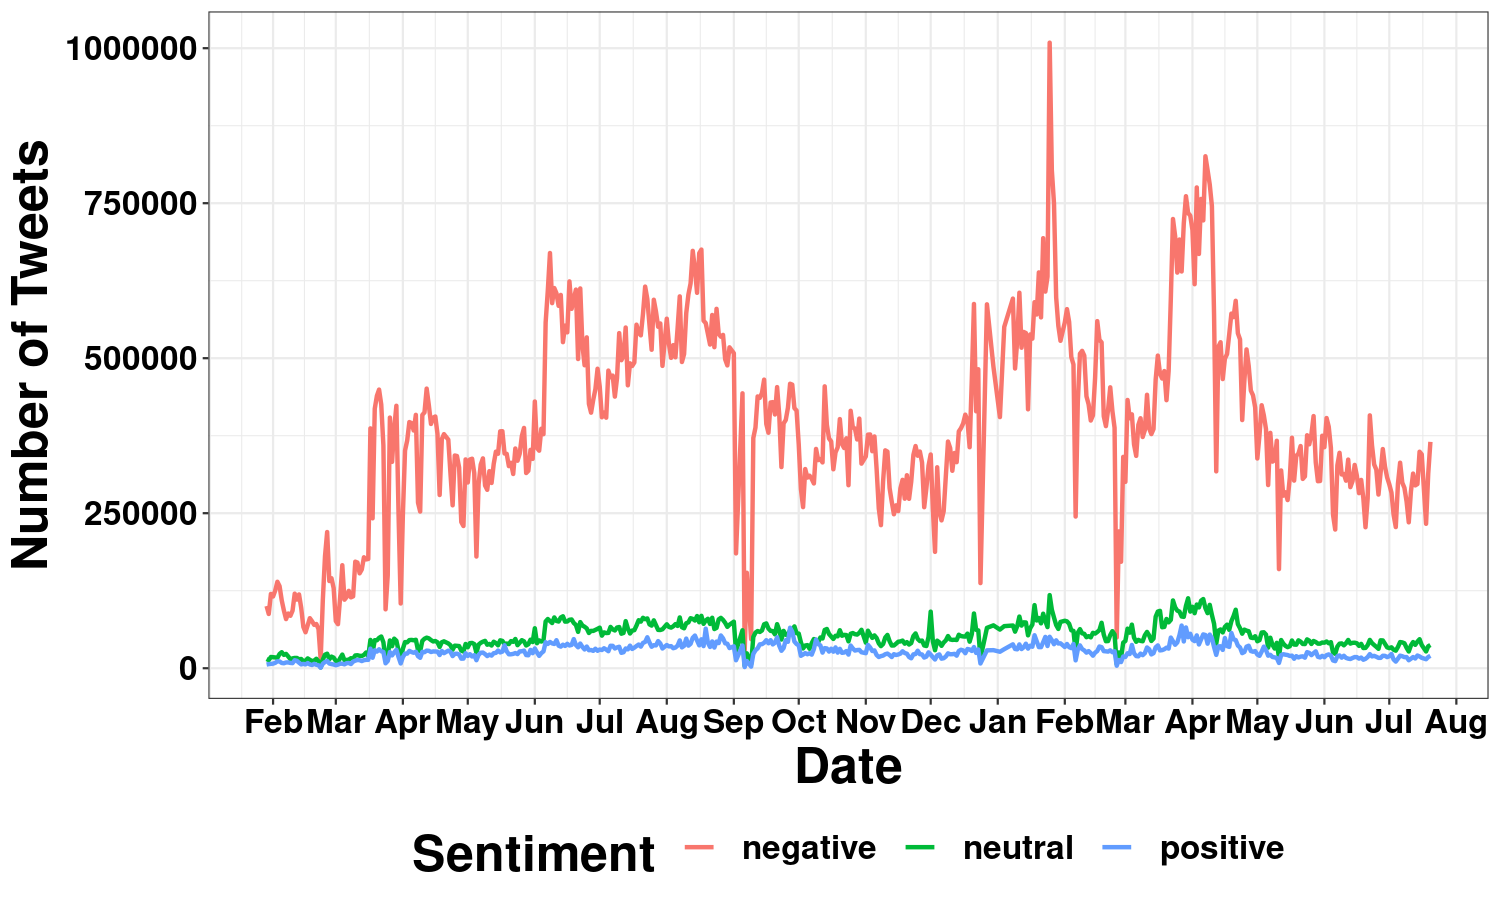 Number of Tweets
1000000
750000
500000
250000
0
Feb Mar Apr May Jun Jul Aug Sep Oct Nov Dec Jan Feb Mar Apr May Jun Jul Aug
Date
Sentiment negative neutral positive